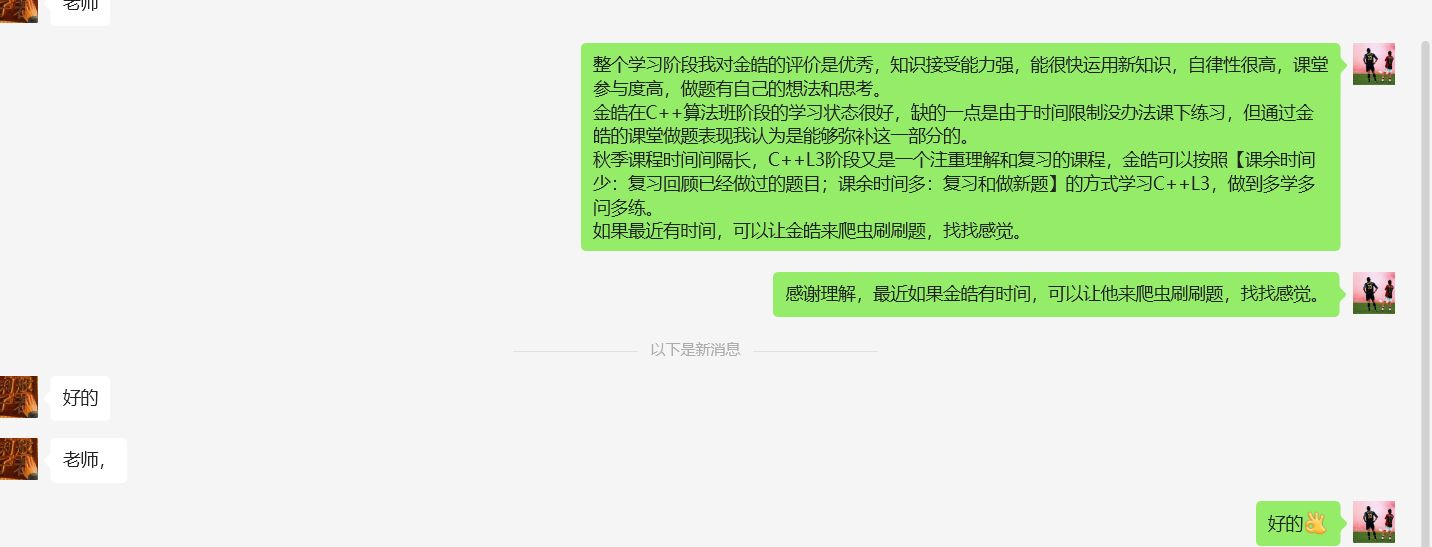 老师
整个学习阶段我对金皓的评价是优秀，知识接受能力强，能很快运用新知识，自律性很高，课堂
参与度高，做题有自己的想法和思考。
金皓在C++算法班阶段的学习状态很好，缺的一点是由于时间限制没办法课下练习，但通过金
皓的课堂做题表现我认为是能够弥补这一部分的。
秋季课程时间间隔长，C++L3阶段又是一个注重理解和复习的课程，金皓可以按照【课余时间
少：复习回顾已经做过的题目；课余时间多：复习和做新题】的方式学习C++L3，做到多学多
问多练。
如果最近有时间，可以让金皓来爬虫刷刷题，找找感觉。
感谢理解，最近如果金皓有时间，可以让他来爬虫刷刷题，找找感觉。
以下是新消息
好的
老师，
好的👌